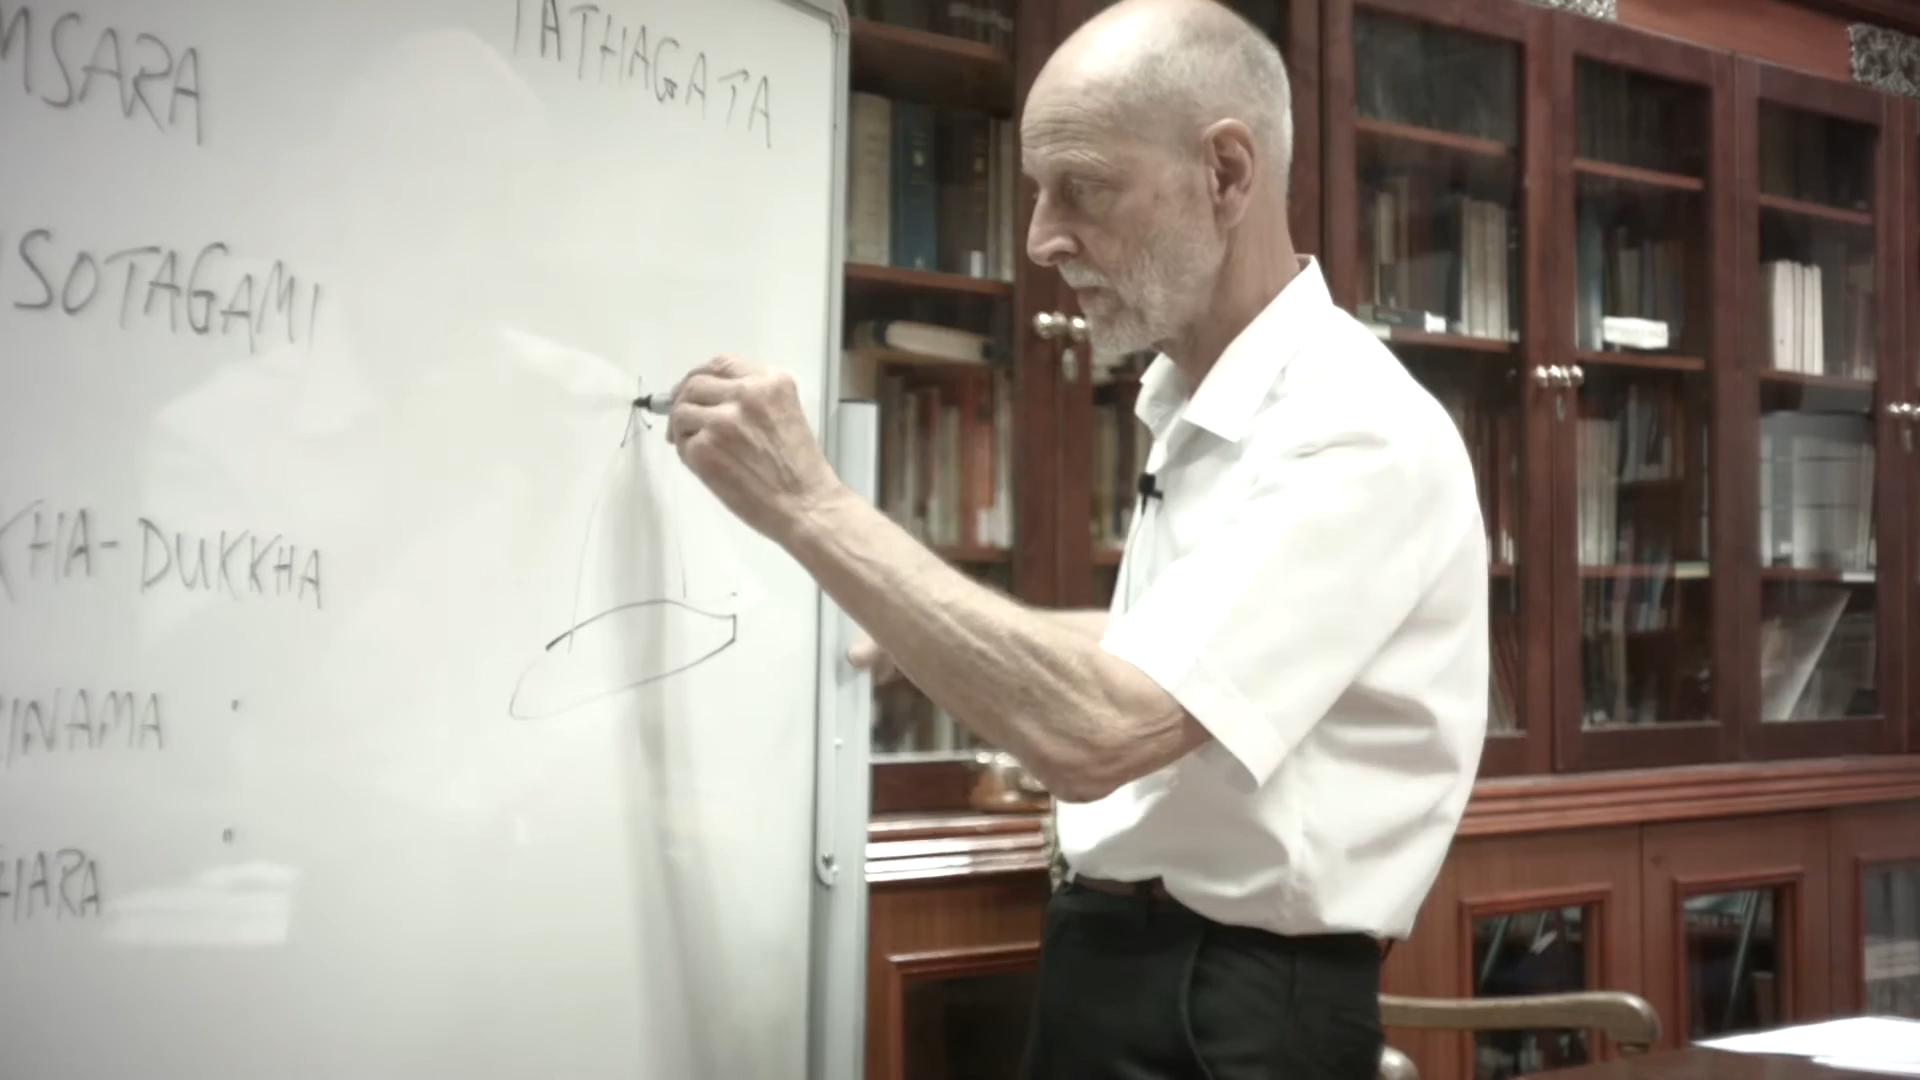 MSARA
TATHAGATA
SOTAGAMI
KHA-DUKKHA
INAMA "
HARA "